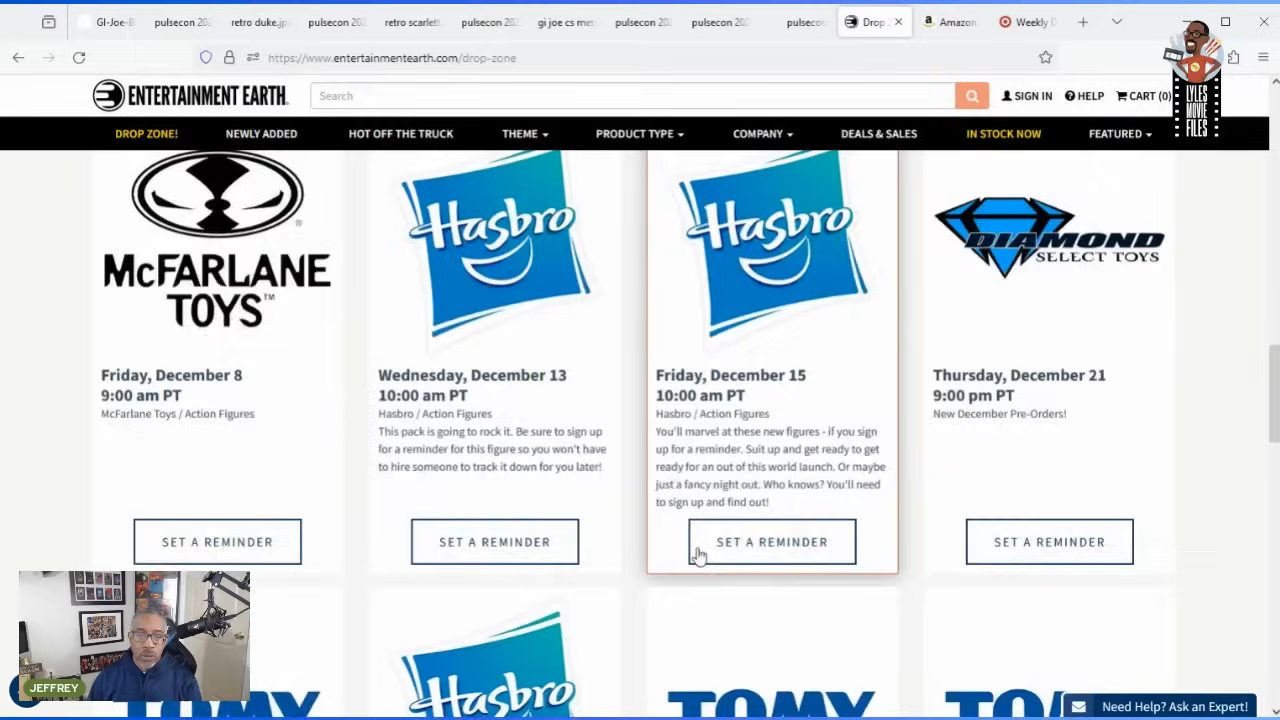 GI-Joe-B
pulsecon 202
retro duke.jp
pulsecon 202
retro scarlett
pulsecon 20
gi joe cs met
pulsecon 202
pulsecon 202
pulsec
Drop
Amazon
Weekly D
https://www.entertainmentearth.com/drop-zone
ENTERTAINMENT EARTH
Search
SIGN IN
HELP
CART (0)
LYLES
MOVIE
FILES
DROP ZONE!
NEWLY ADDED
HOT OFF THE TRUCK
THEME
PRODUCT TYPE
COMPANY
DEALS & SALES
IN STOCK NOW
FEATURED
McFARLANE
TOYS™
Hasbro
Hasbro
DIAMOND
SELECT TOYS
Friday, December 8
9:00 am PT
McFarlane Toys / Action Figures
SET A REMINDER
Wednesday, December 13
10:00 am PT
Hasbro / Action Figures
This pack is going to rock it. Be sure to sign up
for a reminder for this figure so you won't have
to hire someone to track it down for you later!
SET A REMINDER
Friday, December 15
10:00 am PT
Hasbro / Action Figures
You'll marvel at these new figures - if you sign
up for a reminder. Suit up and get ready to get
ready for an out of this world launch. Or maybe
just a fancy night out. Who knows? You'll need
to sign up and find out!
SET A REMINDER
Thursday, December 21
9:00 pm PT
New December Pre-Orders!
SET A REMINDER
JEFFREY
TOMY
Hasbro
TOMY
TO
Need Help? Ask an Expert!